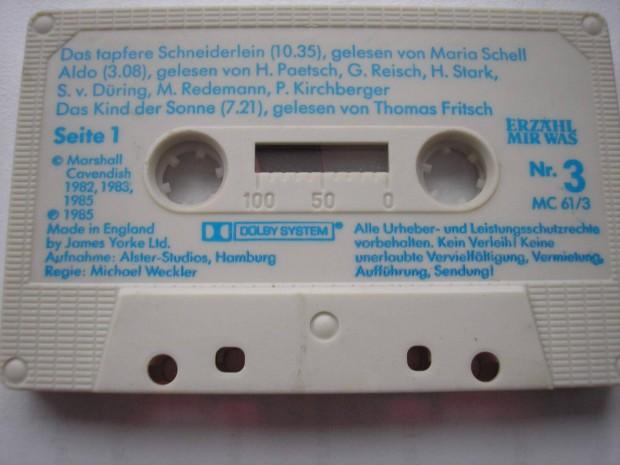 Das tapfere Schneiderlein (10.35), gelesen von Maria Schell
Aldo (3.08), gelesen von H. Paetsch, G. Reisch, H. Stark,
S. v. Düring, M. Redemann, P. Kirchberger
Das Kind der Sonne (7.21), gelesen von Thomas Fritsch
Seite 1
ERZÄHL
MIR WAS
Nr. 3
MC 61/3
© Marshall
Cavendish
1982, 1983,
1985
℗ 1985
Made in England
by James Yorke Ltd.
Aufnahme: Alster-Studios, Hamburg
Regie: Michael Weckler
100 50 0
DOLBY SYSTEM®
Alle Urheber- und Leistungsschutzrechte
vorbehalten. Kein Verleih! Keine
unerlaubte Vervielfältigung, Vermietung,
Aufführung, Sendung!